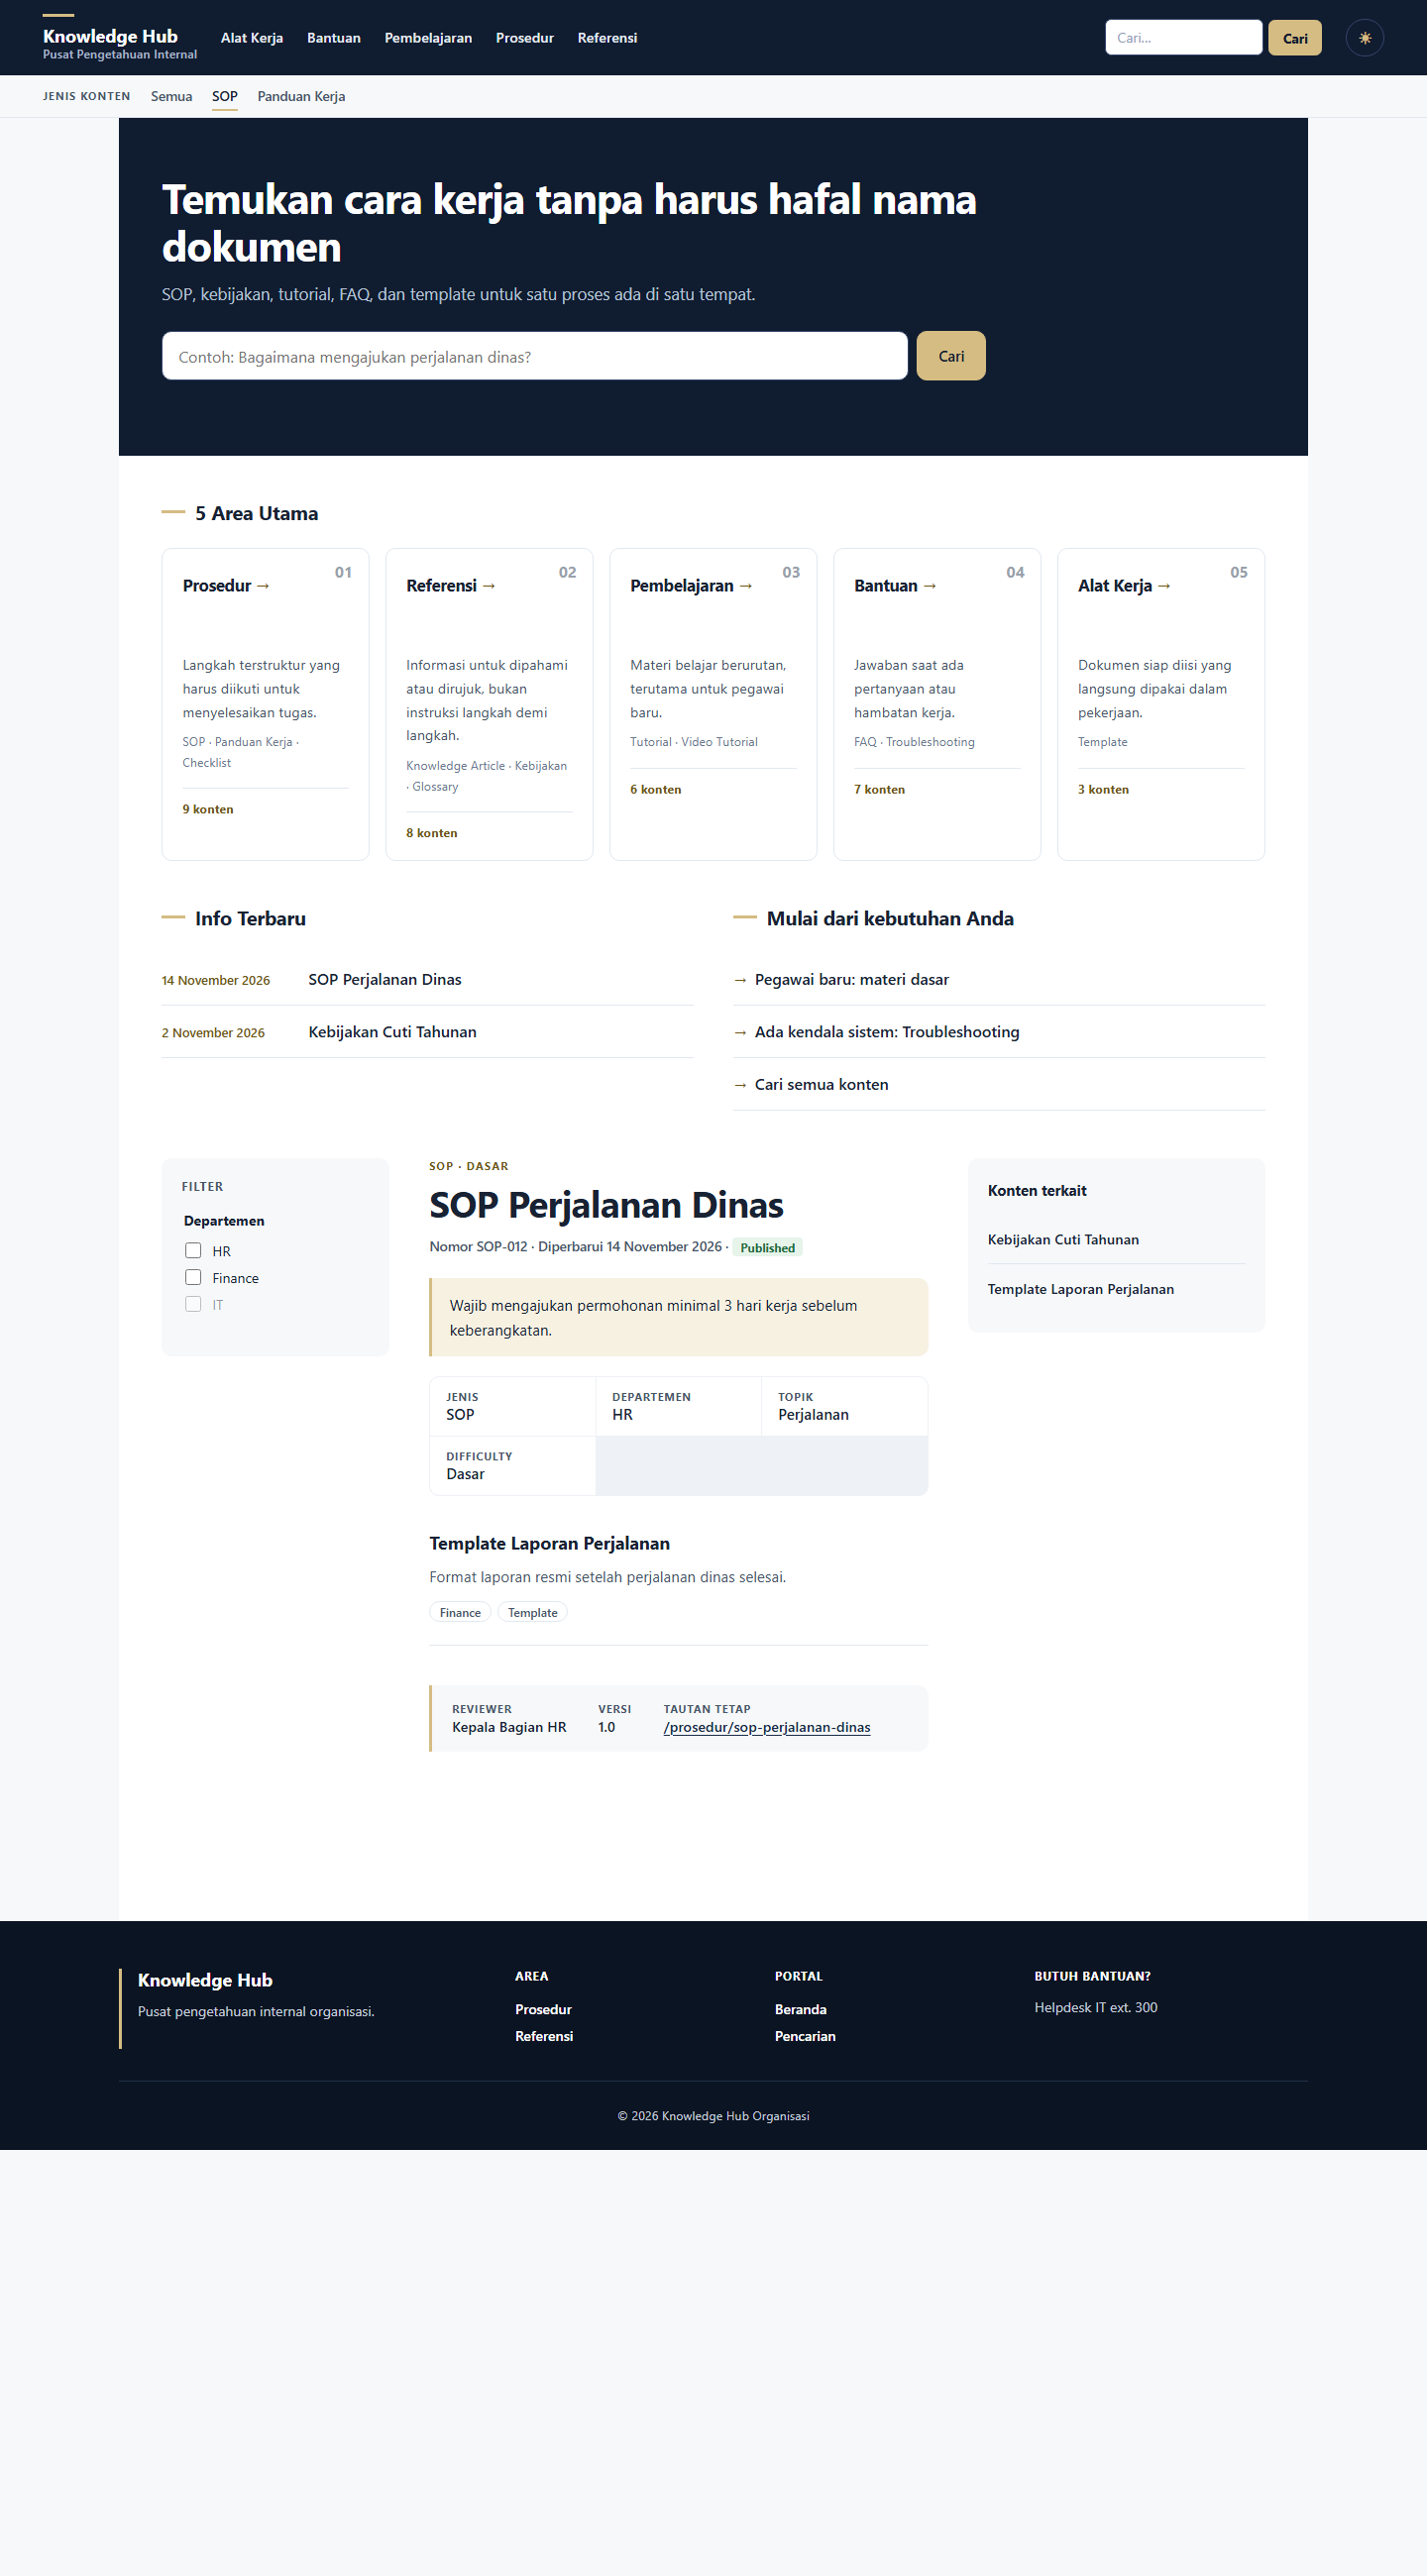 Knowledge Hub
Pusat Pengetahuan Internal
Alat Kerja
Bantuan
Pembelajaran
Prosedur
Referensi
Cari...
Cari
JENIS KONTEN
Semua
SOP
Panduan Kerja
Temukan cara kerja tanpa harus hafal nama
dokumen
SOP, kebijakan, tutorial, FAQ, dan template untuk satu proses ada di satu tempat.
Contoh: Bagaimana mengajukan perjalanan dinas?
Cari
5 Area Utama
01
Prosedur →
Langkah terstruktur yang
harus diikuti untuk
menyelesaikan tugas.
SOP · Panduan Kerja ·
Checklist
9 konten
02
Referensi →
Informasi untuk dipahami
atau dirujuk, bukan
instruksi langkah demi
langkah.
Knowledge Article · Kebijakan
· Glossary
8 konten
03
Pembelajaran →
Materi belajar berurutan,
terutama untuk pegawai
baru.
Tutorial · Video Tutorial
6 konten
04
Bantuan →
Jawaban saat ada
pertanyaan atau
hambatan kerja.
FAQ · Troubleshooting
7 konten
05
Alat Kerja →
Dokumen siap diisi yang
langsung dipakai dalam
pekerjaan.
Template
3 konten
Info Terbaru
14 November 2026
SOP Perjalanan Dinas
2 November 2026
Kebijakan Cuti Tahunan
Mulai dari kebutuhan Anda
→ Pegawai baru: materi dasar
→ Ada kendala sistem: Troubleshooting
→ Cari semua konten
FILTER
Departemen
HR
Finance
IT
SOP · DASAR
SOP Perjalanan Dinas
Nomor SOP-012 · Diperbarui 14 November 2026 · Published
Wajib mengajukan permohonan minimal 3 hari kerja sebelum
keberangkatan.
JENIS
SOP
DEPARTEMEN
HR
TOPIK
Perjalanan
DIFFICULTY
Dasar
Template Laporan Perjalanan
Format laporan resmi setelah perjalanan dinas selesai.
Finance
Template
REVIEWER
Kepala Bagian HR
VERSI
1.0
TAUTAN TETAP
/prosedur/sop-perjalanan-dinas
Konten terkait
Kebijakan Cuti Tahunan
Template Laporan Perjalanan
Knowledge Hub
Pusat pengetahuan internal organisasi.
AREA
Prosedur
Referensi
PORTAL
Beranda
Pencarian
BUTUH BANTUAN?
Helpdesk IT ext. 300
© 2026 Knowledge Hub Organisasi